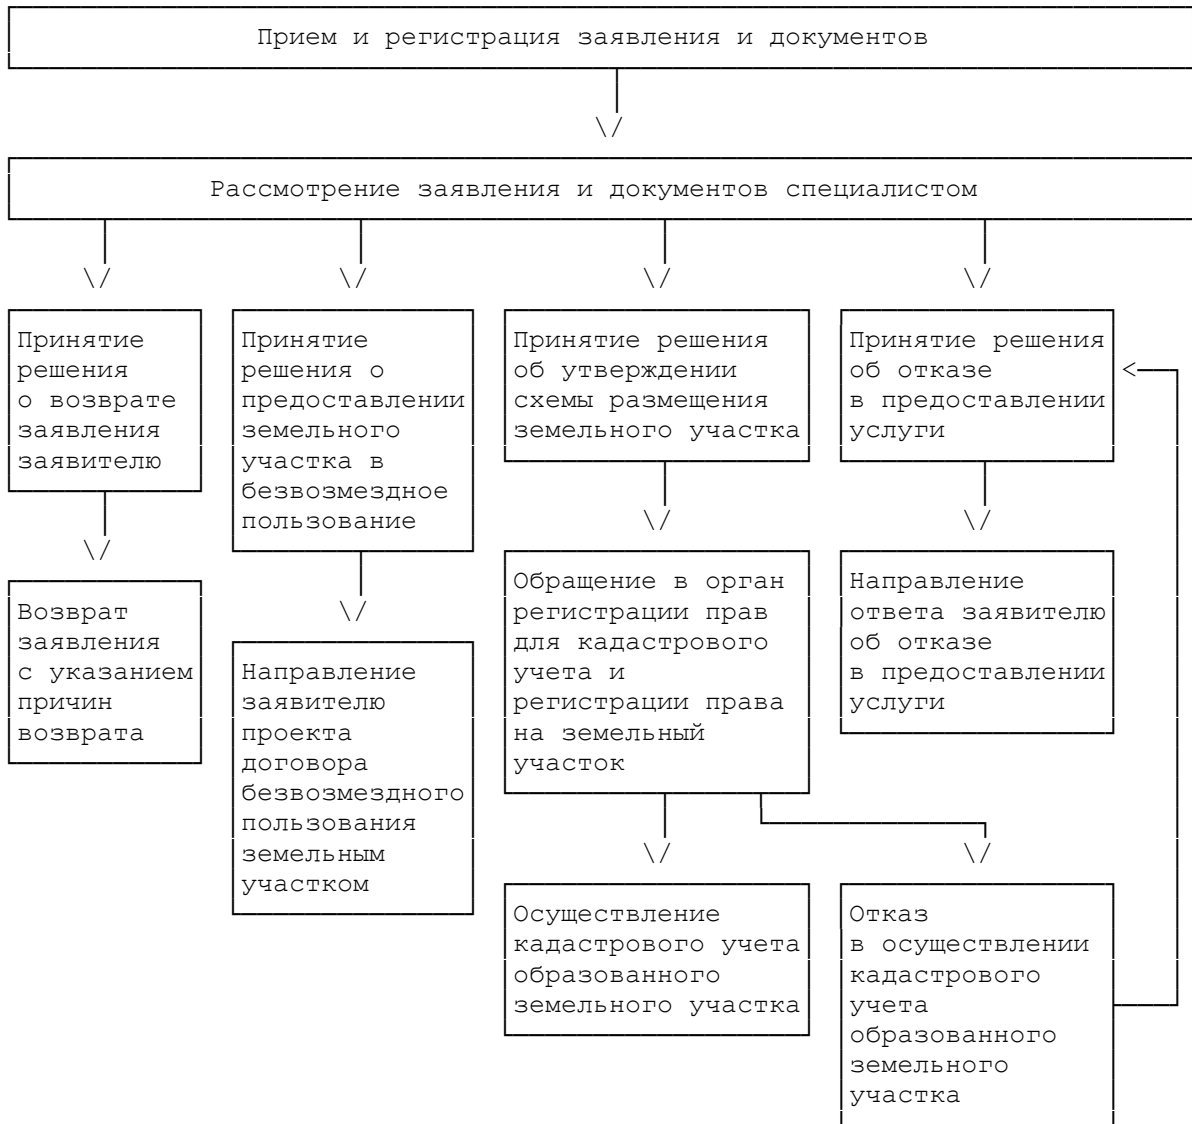 Прием и регистрация заявления и документов
Рассмотрение заявления и документов специалистом
Принятие
решения
о возврате
заявления
заявителю
Принятие
решения о
предоставлении
земельного
участка в
безвозмездное
пользование
Принятие решения
об утверждении
схемы размещения
земельного участка
Принятие решения
об отказе
в предоставлении
услуги
Возврат
заявления
с указанием
причин
возврата
Направление
заявителю
проекта
договора
безвозмездного
пользования
земельным
участком
Обращение в орган
регистрации прав
для кадастрового
учета и
регистрации права
на земельный
участок
Направление
ответа заявителю
об отказе
в предоставлении
услуги
Осуществление
кадастрового учета
образованного
земельного участка
Отказ
в осуществлении
кадастрового
учета
образованного
земельного
участка